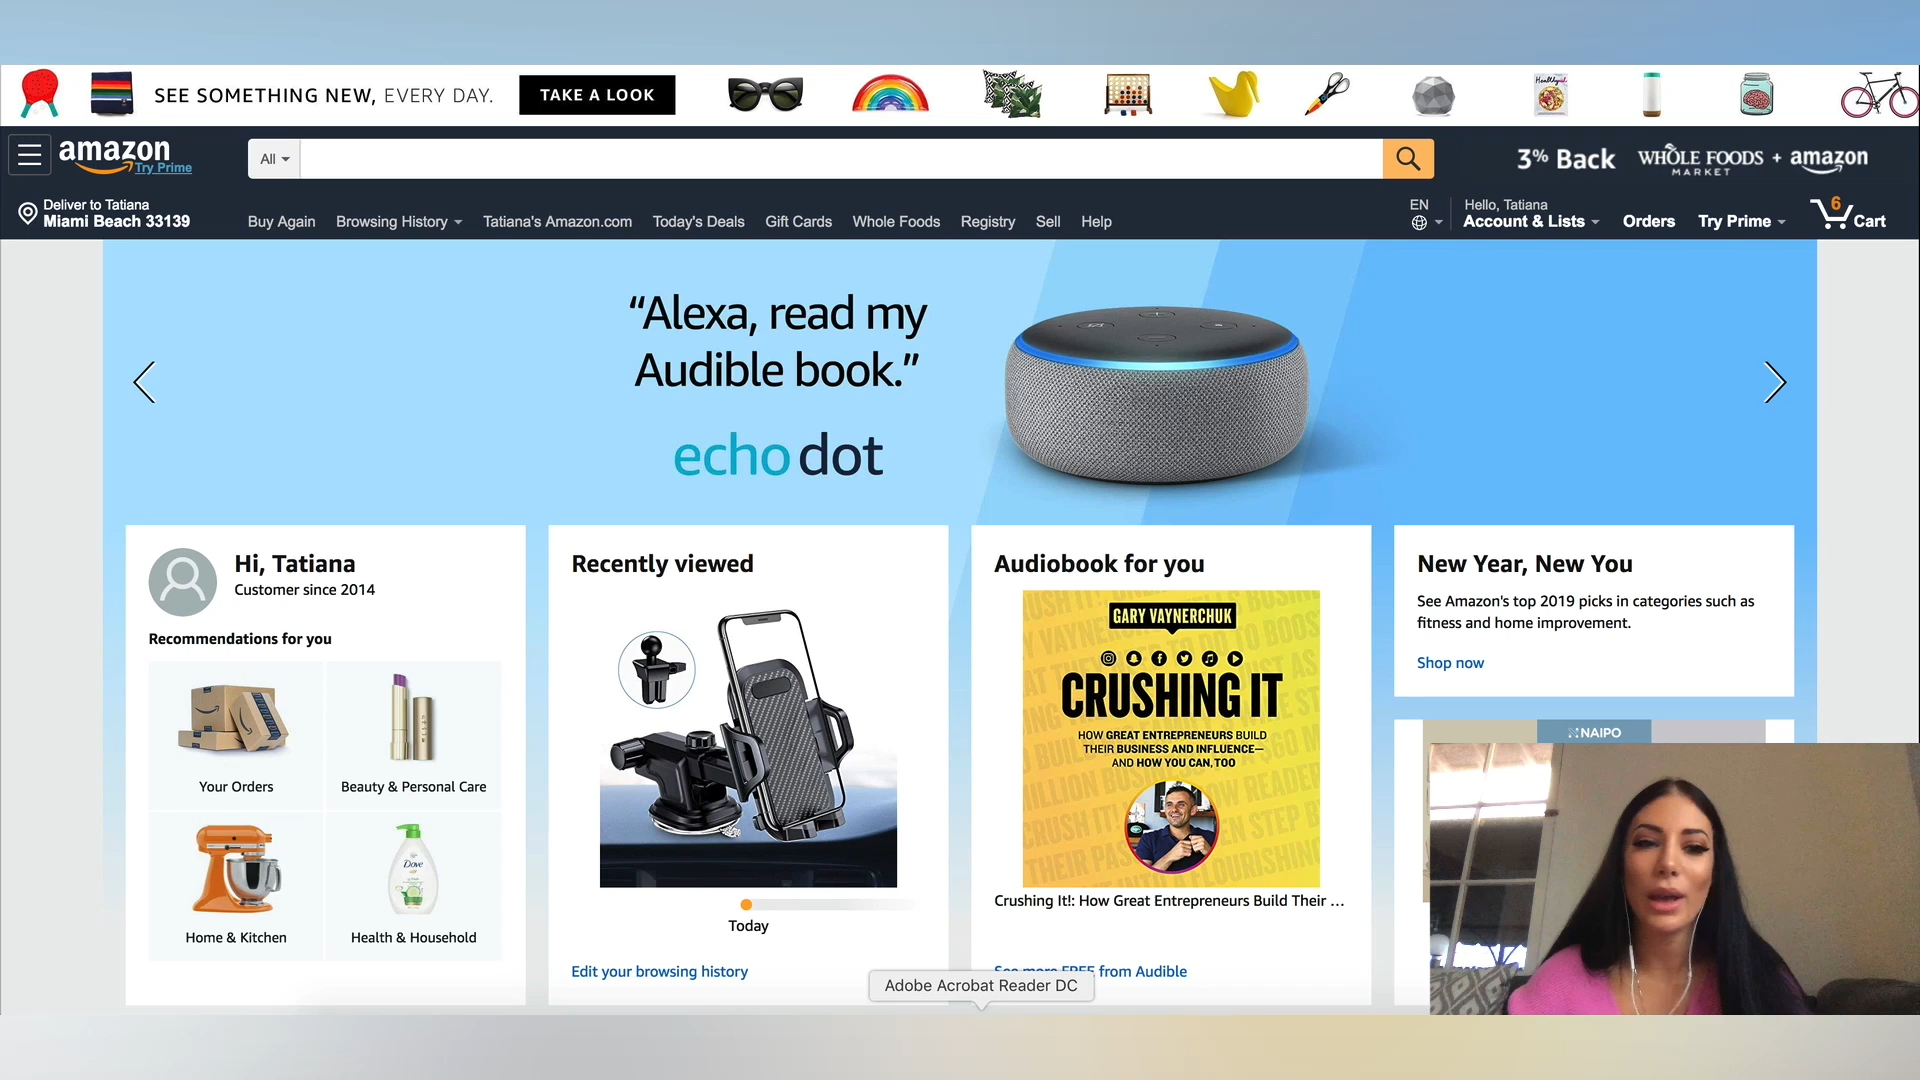 SEE SOMETHING NEW, EVERY DAY.
TAKE A LOOK
amazon
Try Prime
All
3% Back
WHOLE FOODS MARKET + amazon
Deliver to Tatiana
Miami Beach 33139
Buy Again
Browsing History
Tatiana's Amazon.com
Today's Deals
Gift Cards
Whole Foods
Registry
Sell
Help
EN
Hello, Tatiana
Account & Lists
Orders
Try Prime
6
Cart
“Alexa, read my
Audible book.”
echo dot
Hi, Tatiana
Customer since 2014
Recommendations for you
Your Orders
Beauty & Personal Care
Dove
Home & Kitchen
Health & Household
Recently viewed
Today
Edit your browsing history
Audiobook for you
GARY VAYNERCHUK
CRUSHING IT
HOW GREAT ENTREPRENEURS BUILD
THEIR BUSINESS AND INFLUENCE—
AND HOW YOU CAN, TOO
Crushing It!: How Great Entrepreneurs Build Their ...
See more FREE from Audible
Adobe Acrobat Reader DC
New Year, New You
See Amazon's top 2019 picks in categories such as
fitness and home improvement.
Shop now
NAIPO